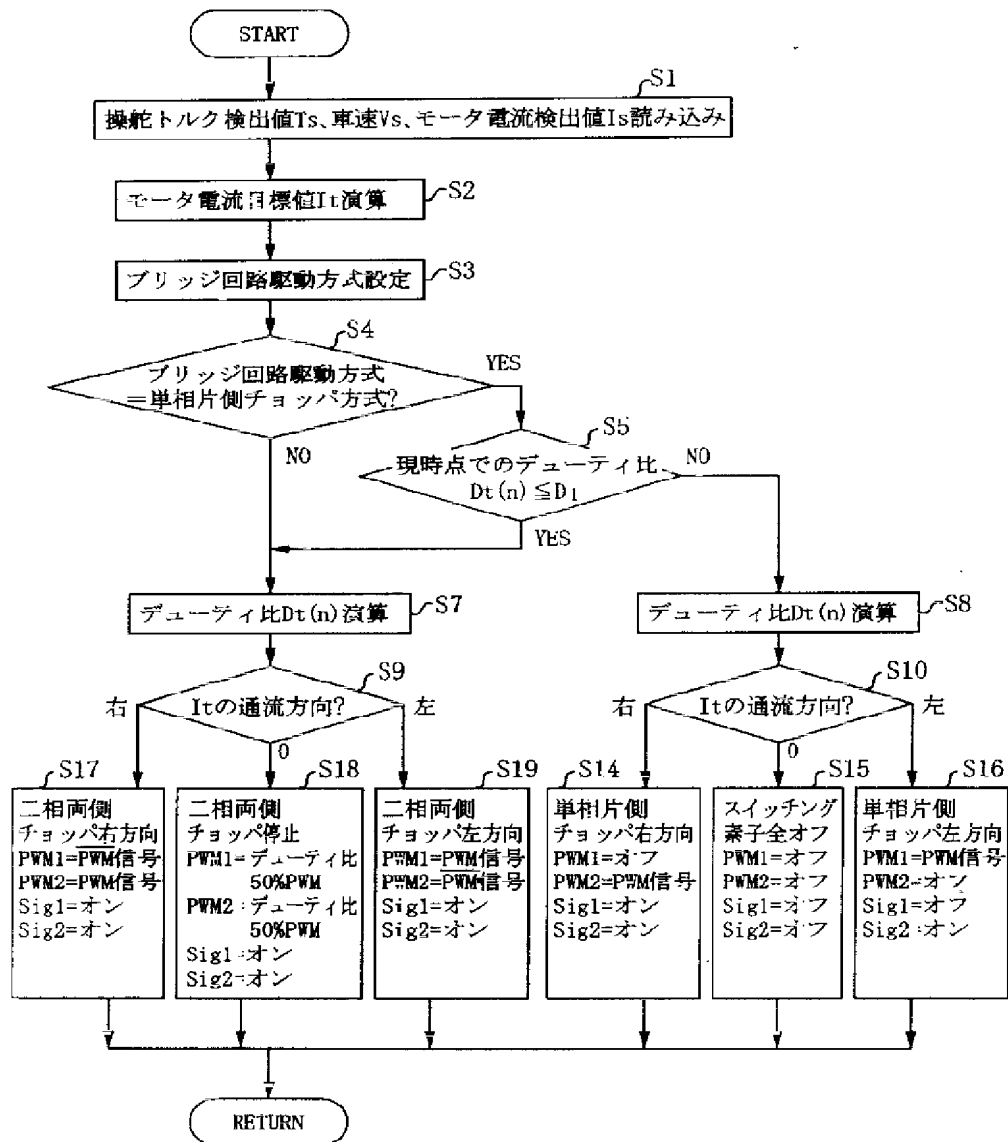 START
S1
操舵トルク検出値Ts、車速Vs、モータ電流検出値Is読み込み
S2
モータ電流目標値It演算
S3
ブリッジ回路駆動方式設定
S4
ブリッジ回路駆動方式
=単相片側チョッパ方式?
YES
NO
S5
現時点でのデューティ比
Dt(n)≦D1
NO
YES
S7
デューティ比Dt(n)演算
S8
デューティ比Dt(n)演算
S9
右
Itの通流方向?
左
0
S10
右
Itの通流方向?
左
0
S17
二相両側
チョッパ右方向
PWM1=P̅W̅M̅信号
PWM2=PWM信号
Sig1=オン
Sig2=オン
S18
二相両側
チョッパ停止
PWM1=デューティ比
50%PWM
PWM2=デューティ比
50%PWM
Sig1=オン
Sig2=オン
S19
二相両側
チョッパ左方向
PWM1=PWM信号
PWM2=P̅W̅M̅信号
Sig1=オン
Sig2=オン
S14
単相片側
チョッパ右方向
PWM1=オフ
PWM2=PWM信号
Sig1=オン
Sig2=オフ
S15
スイッチング
素子全オフ
PWM1=オフ
PWM2=オフ
Sig1=オフ
Sig2=オフ
S16
単相片側
チョッパ左方向
PWM1=PWM信号
PWM2=オフ
Sig1=オフ
Sig2=オン
RETURN